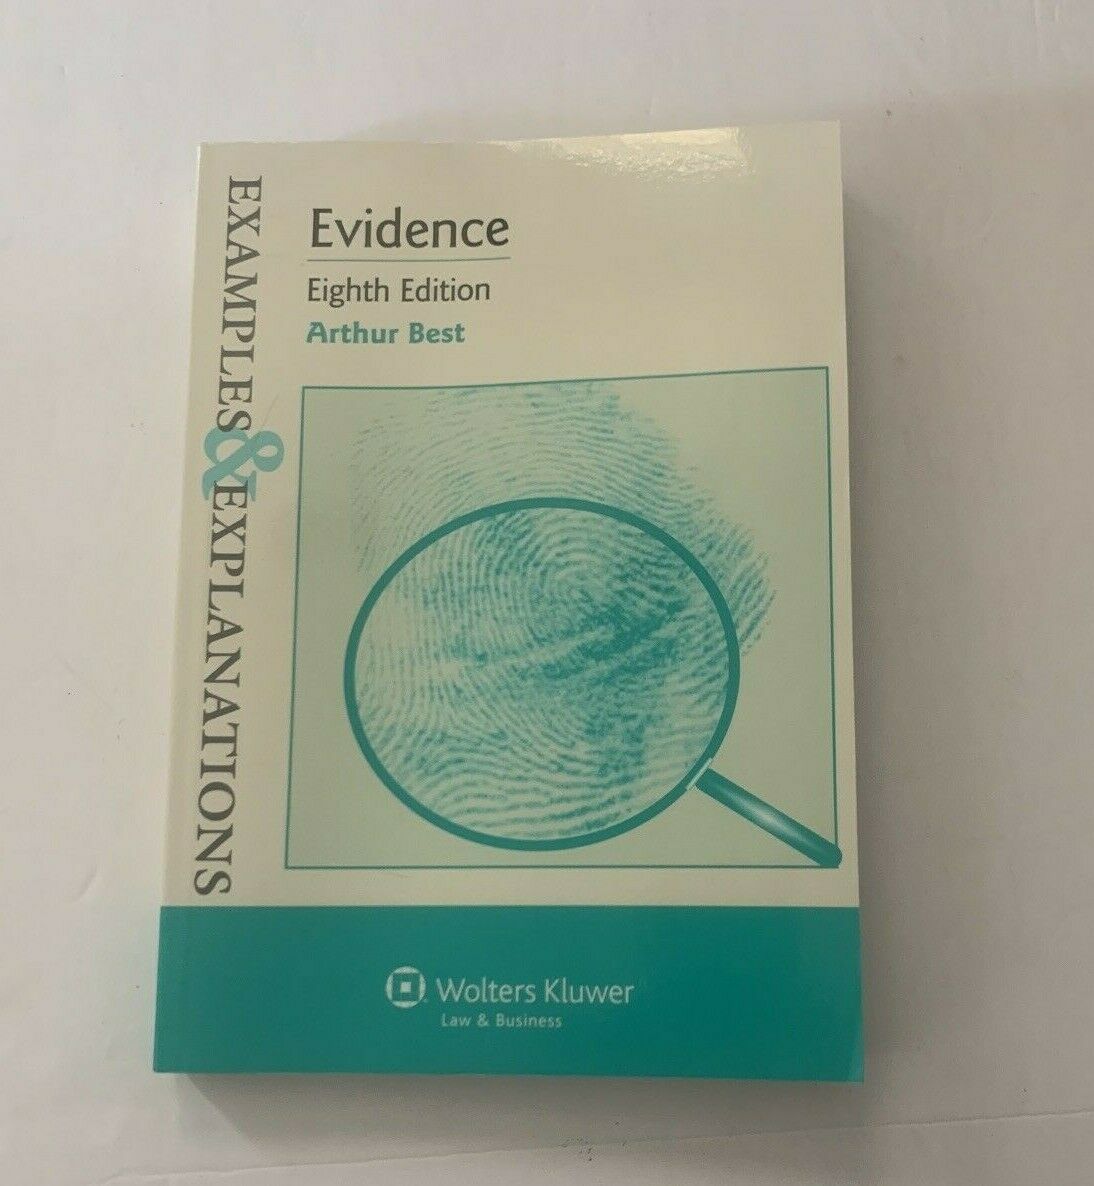 EXAMPLES & EXPLANATIONS
Evidence
Eighth Edition
Arthur Best
Wolters Kluwer
Law & Business